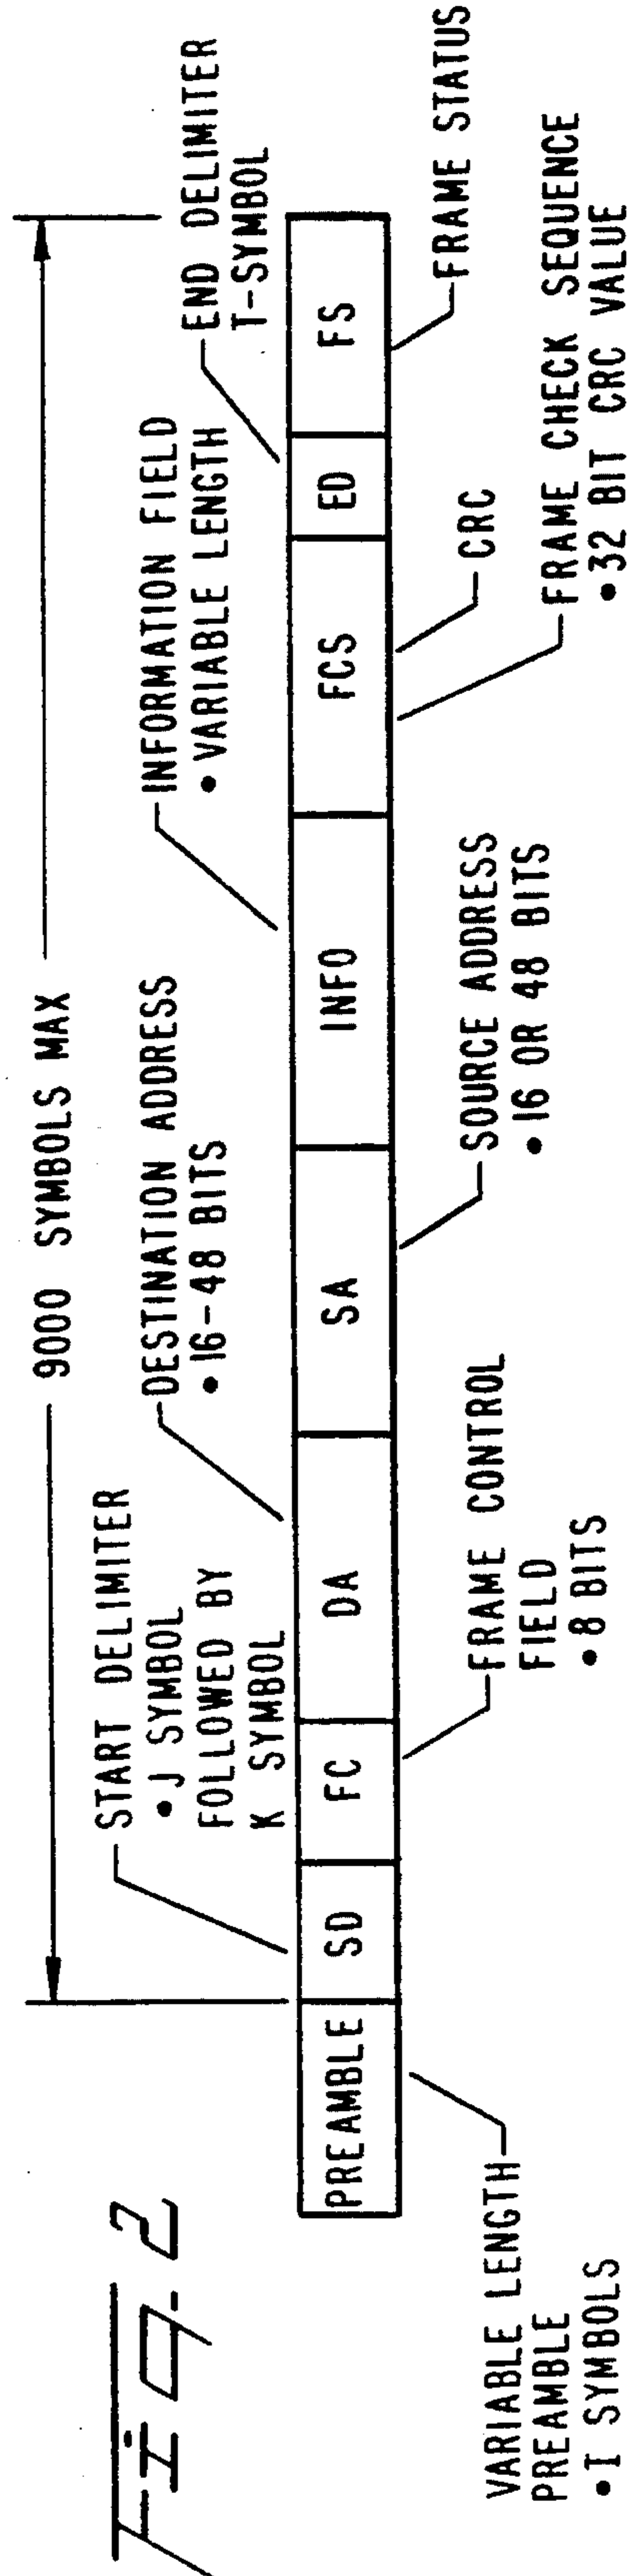 Fig. 2
9000 SYMBOLS MAX
START DELIMITER
• J SYMBOL
FOLLOWED BY
K SYMBOL
DESTINATION ADDRESS
• 16-48 BITS
INFORMATION FIELD
• VARIABLE LENGTH
END DELIMITER
T-SYMBOL
PREAMBLE
SD
FC
DA
SA
INFO
FCS
ED
FS
VARIABLE LENGTH
PREAMBLE
• I SYMBOLS
FRAME CONTROL
FIELD
• 8 BITS
SOURCE ADDRESS
• 16 OR 48 BITS
CRC
FRAME CHECK SEQUENCE
• 32 BIT CRC VALUE
FRAME STATUS